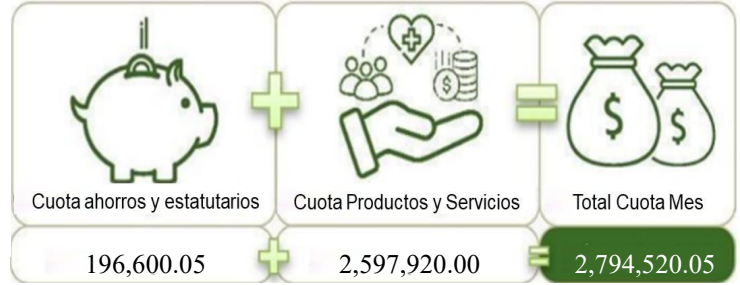 Cuota ahorros y estatutarios
Cuota Productos y Servicios
Total Cuota Mes
196,600.05 + 2,597,920.00 = 2,794,520.05